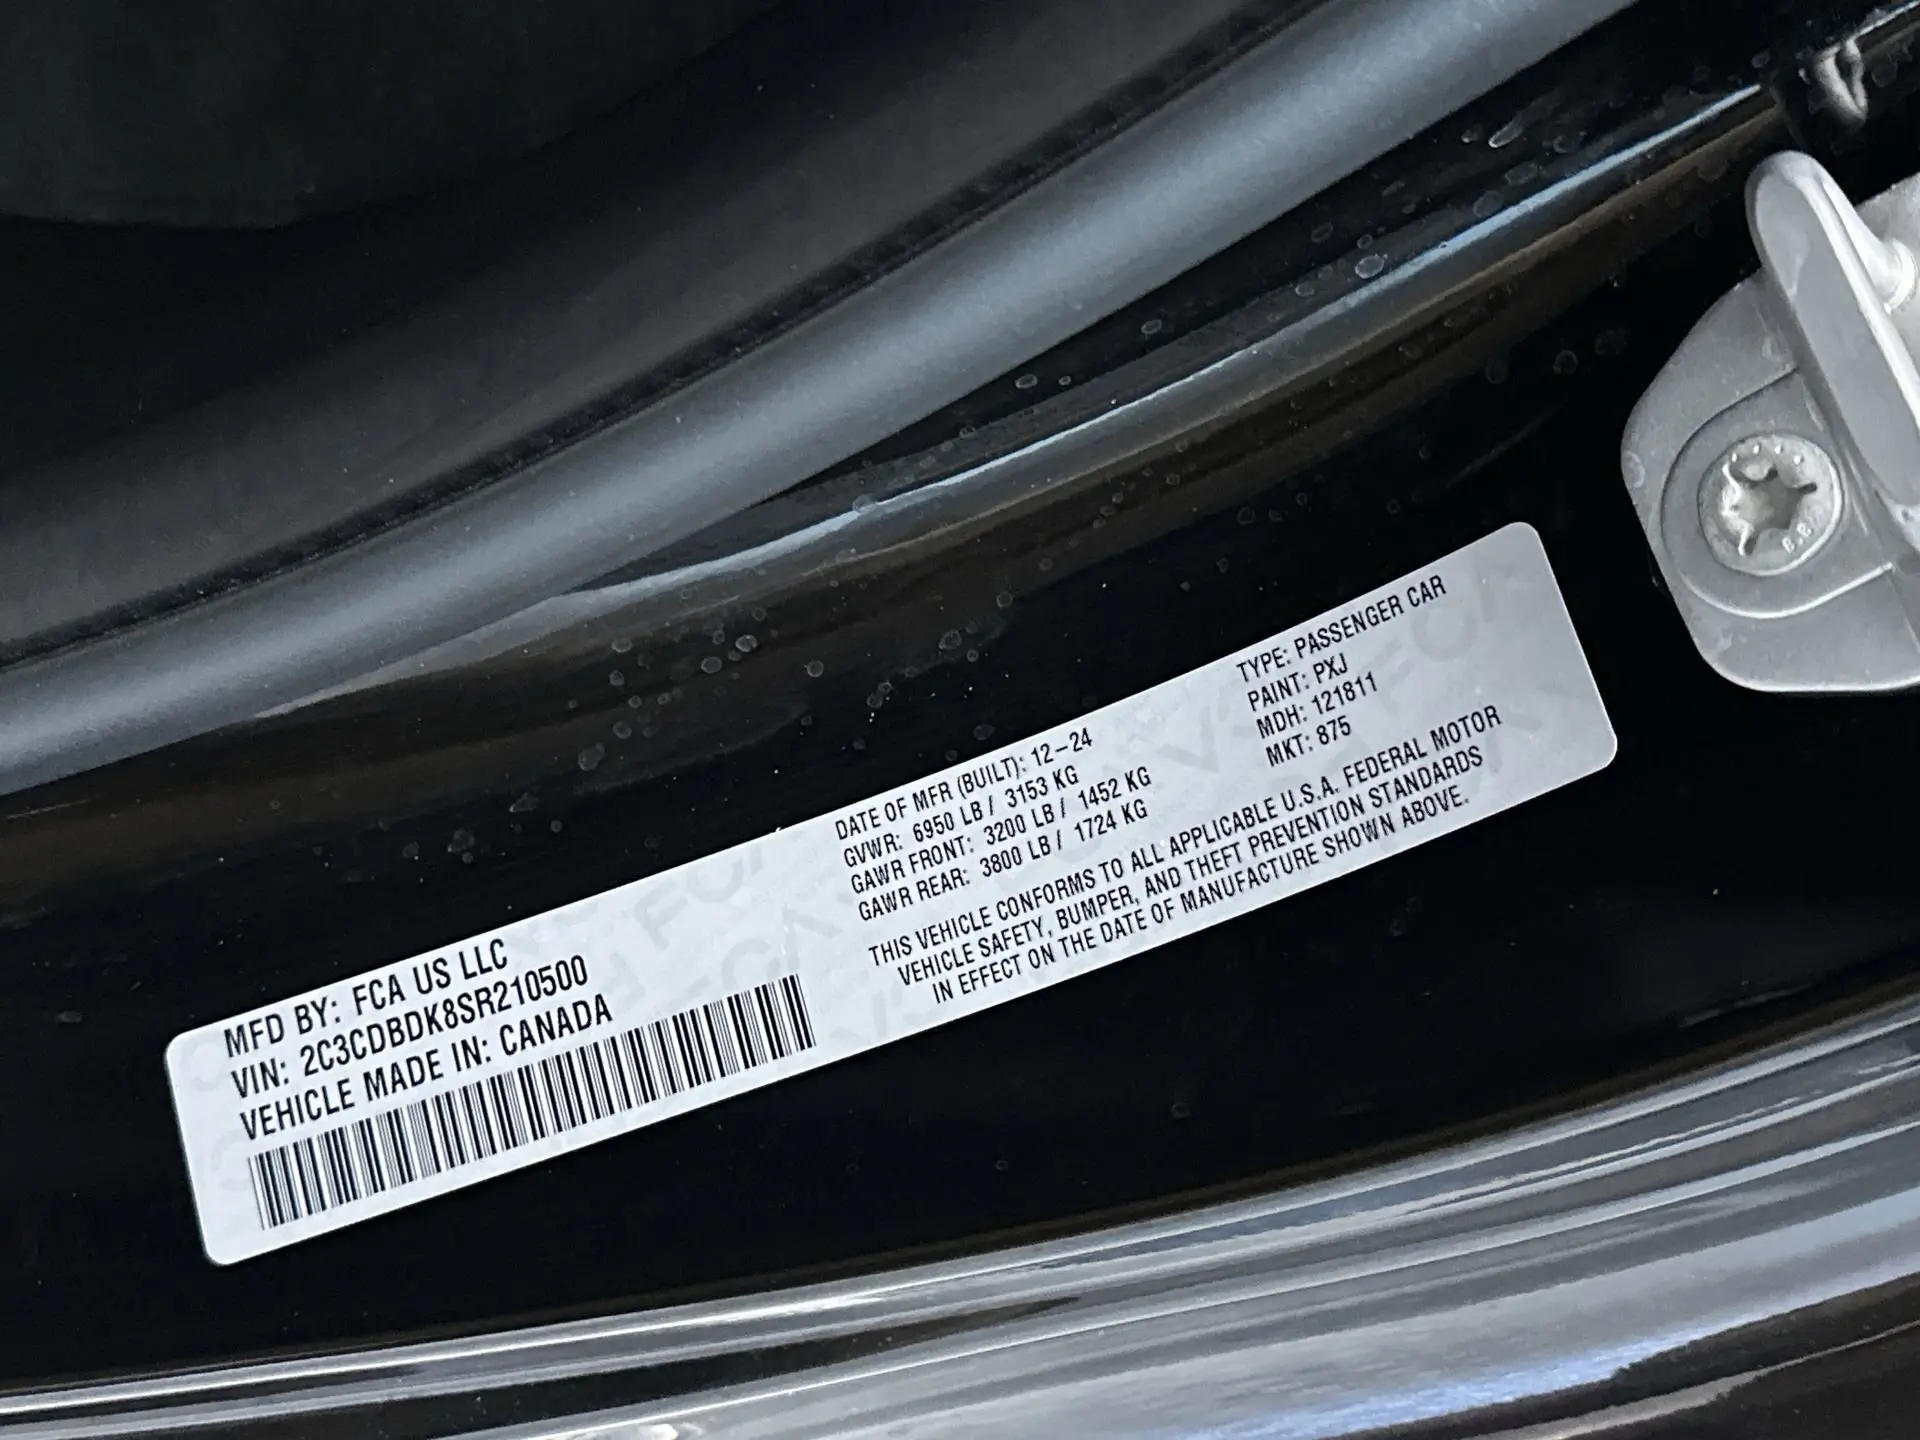 MFD BY: FCA US LLC
VIN: 2C3CDBDK8SR210500
VEHICLE MADE IN: CANADA
DATE OF MFR (BUILT): 12-24
GVWR: 6950 LB / 3153 KG
GAWR FRONT: 3200 LB / 1452 KG
GAWR REAR: 3800 LB / 1724 KG
TYPE: PASSENGER CAR
PAINT: PXJ
MDH: 121811
MKT: 875
THIS VEHICLE CONFORMS TO ALL APPLICABLE U.S.A. FEDERAL MOTOR
VEHICLE SAFETY, BUMPER, AND THEFT PREVENTION STANDARDS
IN EFFECT ON THE DATE OF MANUFACTURE SHOWN ABOVE.
8.8